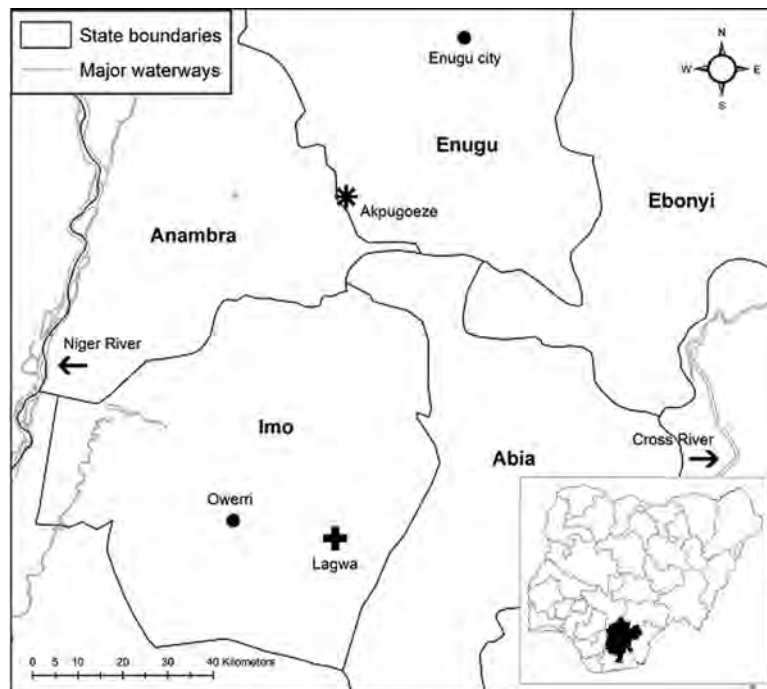 State boundaries
Major waterways
Enugu city
N
W E
S
Enugu
Akpugoeze
Ebonyi
Anambra
Niger River
Imo
Cross River
Abia
Owerri
Lagwa
0 5 10 20 30 40 Kilometers